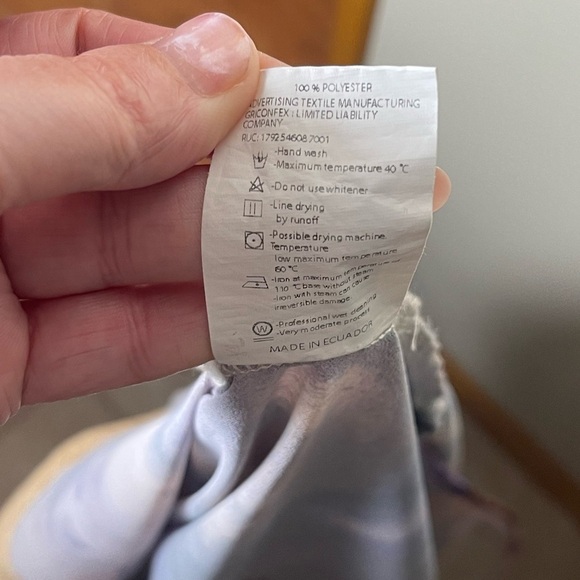 100 % POLYESTER
ADVERTISING TEXTILE MANUFACTURING
GRICONFEX : LIMITED LIABILITY
COMPANY
RUC: 1792546087001
-Hand wash
-Maximum temperature 40 °C
-Do not use whitener
-Line drying
by runoff
-Possible drying machine.
Temperature
low maximum temperature
60 °C
-Iron at maximum temperature
110 °C base without steam
-Iron with steam can cause
irreversible damage
W
-Professional wet cleaning
-Very moderate process
MADE IN ECUADOR